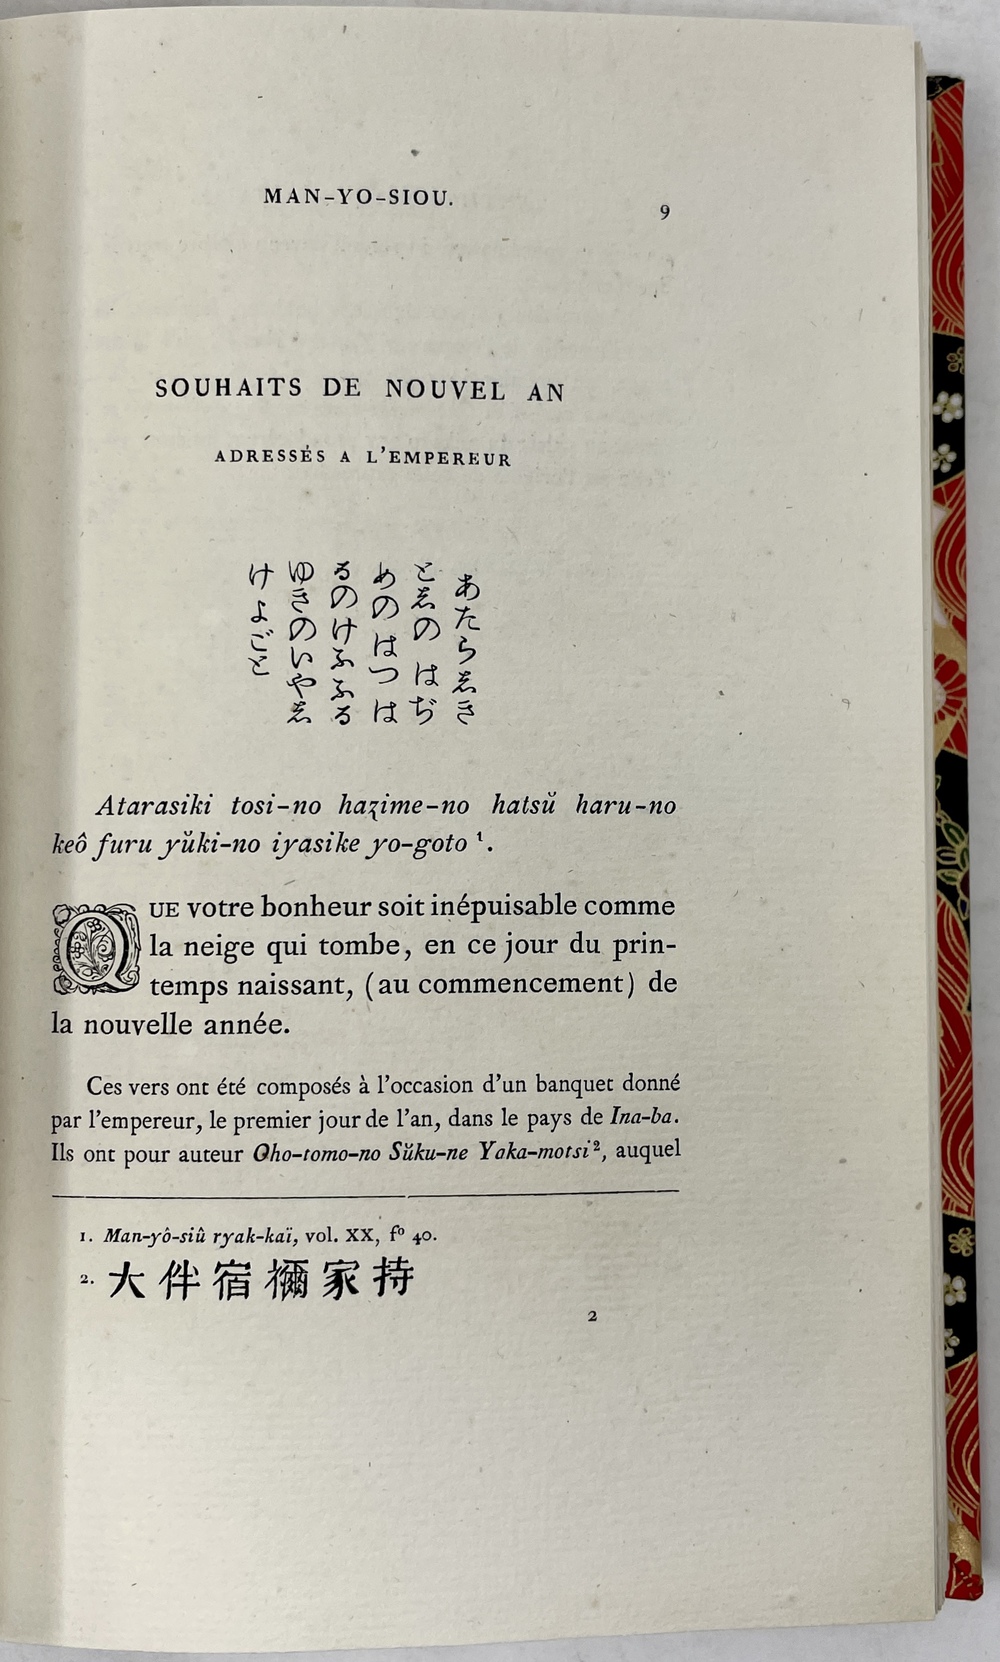 MAN-YO-SIOU.
9
SOUHAITS DE NOUVEL AN
ADRESSÉS A L'EMPEREUR
あたらゑき
とゑの はぢ
めの はつ は
るのけふふる
ゆきのいやゑ
け よごと
Atarasiki tosi-no hazime-no hatsŭ haru-no
keô furu yŭki-no iyasike yo-goto ¹.
QUE votre bonheur soit inépuisable comme
la neige qui tombe, en ce jour du prin-
temps naissant, (au commencement) de
la nouvelle année.
Ces vers ont été composés à l'occasion d'un banquet donné
par l'empereur, le premier jour de l'an, dans le pays de Ina-ba.
Ils ont pour auteur Oho-tomo-no Sŭku-ne Yaka-motsi², auquel
1. Man-yô-siû ryak-kaï, vol. XX, fº 40.
2. 大伴宿禰家持
2